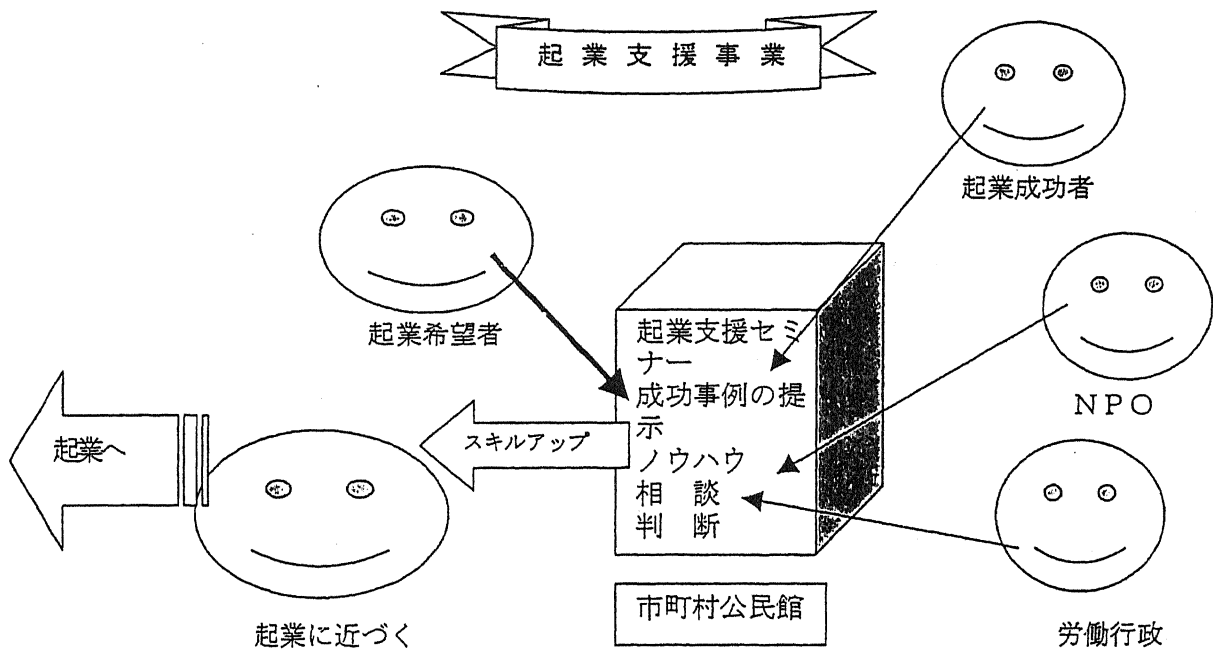 起業支援事業
起業成功者
起業希望者
起業支援セミ
ナー
成功事例の提
示
ノウハウ
相　談
判　断
ＮＰＯ
スキルアップ
起業へ
市町村公民館
起業に近づく
労働行政